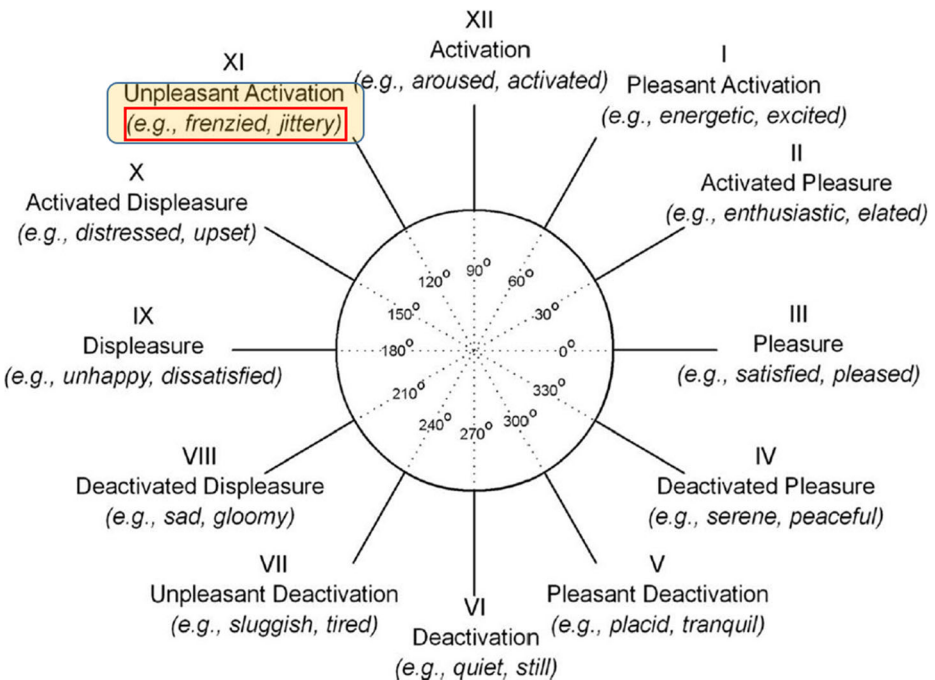 XII
Activation
(e.g., aroused, activated)
XI
Unpleasant Activation
(e.g., frenzied, jittery)
I
Pleasant Activation
(e.g., energetic, excited)
X
Activated Displeasure
(e.g., distressed, upset)
II
Activated Pleasure
(e.g., enthusiastic, elated)
90°
120°
60°
150°
30°
180°
0°
210°
330°
240°
270°
300°
IX
Displeasure
(e.g., unhappy, dissatisfied)
III
Pleasure
(e.g., satisfied, pleased)
VIII
Deactivated Displeasure
(e.g., sad, gloomy)
IV
Deactivated Pleasure
(e.g., serene, peaceful)
VII
Unpleasant Deactivation
(e.g., sluggish, tired)
V
Pleasant Deactivation
(e.g., placid, tranquil)
VI
Deactivation
(e.g., quiet, still)